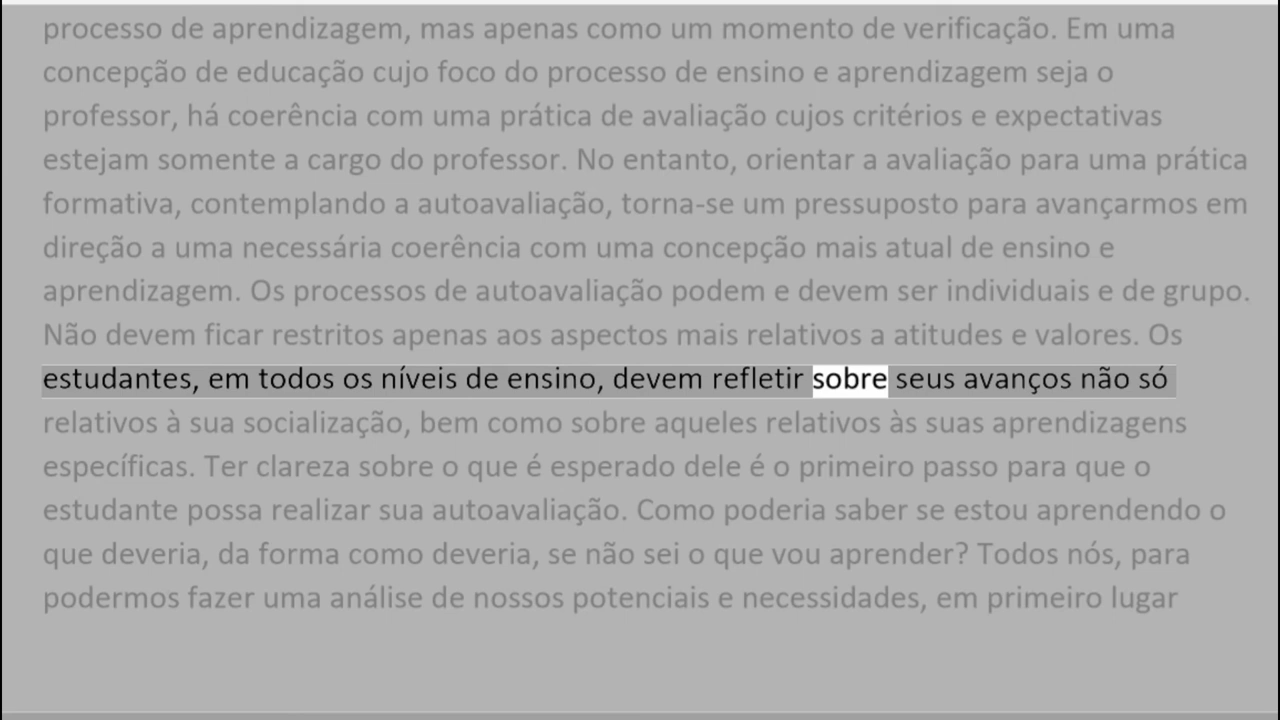 processo de aprendizagem, mas apenas como um momento de verificação. Em uma
concepção de educação cujo foco do processo de ensino e aprendizagem seja o
professor, há coerência com uma prática de avaliação cujos critérios e expectativas
estejam somente a cargo do professor. No entanto, orientar a avaliação para uma prática
formativa, contemplando a autoavaliação, torna-se um pressuposto para avançarmos em
direção a uma necessária coerência com uma concepção mais atual de ensino e
aprendizagem. Os processos de autoavaliação podem e devem ser individuais e de grupo.
Não devem ficar restritos apenas aos aspectos mais relativos a atitudes e valores. Os
estudantes, em todos os níveis de ensino, devem refletir sobre seus avanços não só
relativos à sua socialização, bem como sobre aqueles relativos às suas aprendizagens
específicas. Ter clareza sobre o que é esperado dele é o primeiro passo para que o
estudante possa realizar sua autoavaliação. Como poderia saber se estou aprendendo o
que deveria, da forma como deveria, se não sei o que vou aprender? Todos nós, para
podermos fazer uma análise de nossos potenciais e necessidades, em primeiro lugar